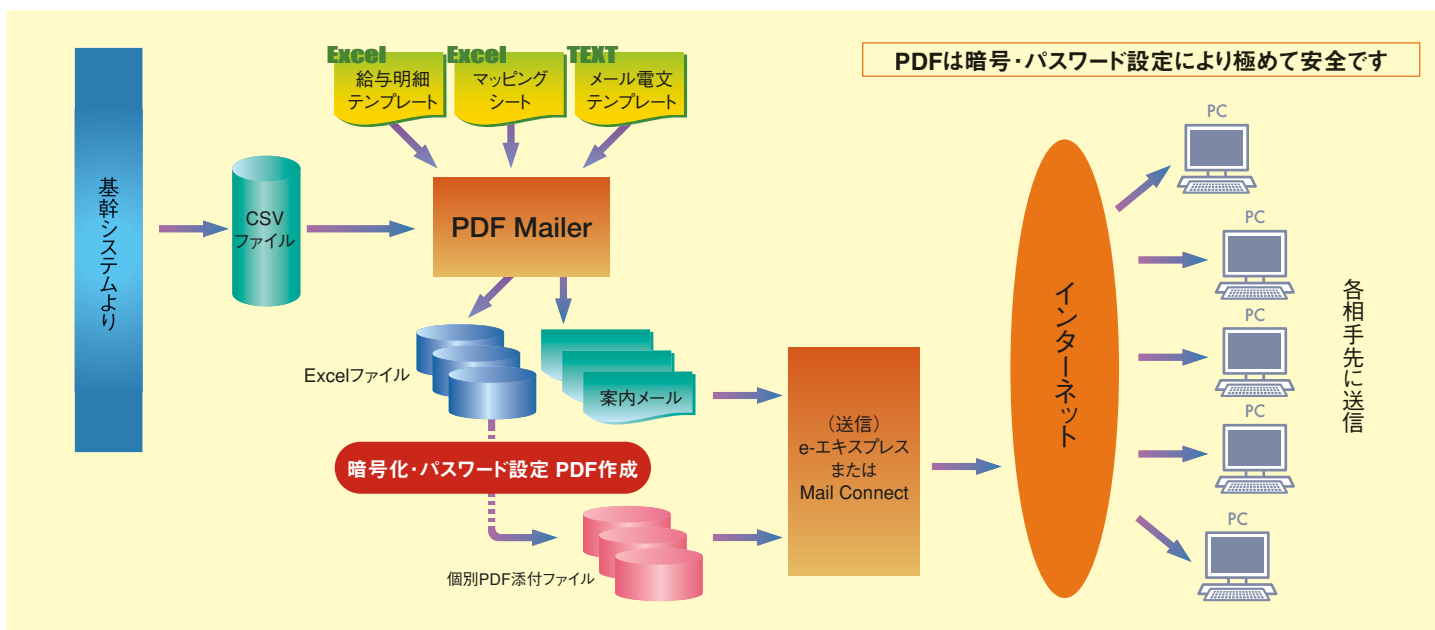 PDFは暗号・パスワード設定により極めて安全です
Excel
給与明細
テンプレート
Excel
マッピング
シート
TEXT
メール電文
テンプレート
基幹システムより
CSV
ファイル
PDF Mailer
Excelファイル
案内メール
暗号化・パスワード設定 PDF作成
個別PDF添付ファイル
（送信）
e-エキスプレス
または
Mail Connect
インターネット
PC
PC
PC
PC
PC
各相手先に送信